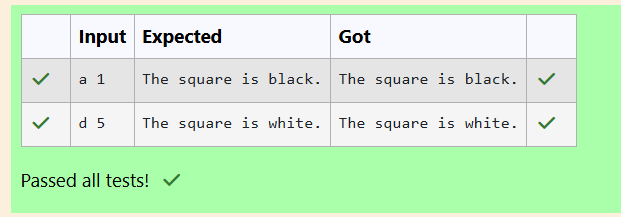 Input Expected Got
a 1 The square is black. The square is black.
d 5 The square is white. The square is white.
Passed all tests!